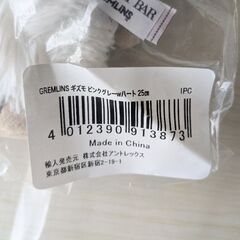 BAR
GREMLINS
GREMLINS ギズモ ピンクグレーwハート 25cm
1PC
4 012390 913873
Made in China
輸入発売元 株式会社アントレックス
東京都新宿区新宿2-19-1